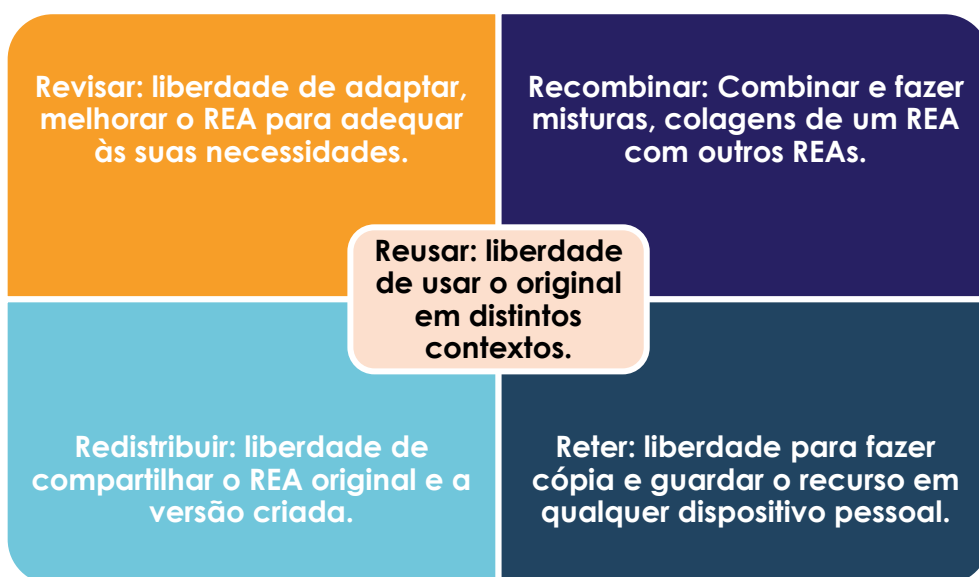 Revisar: liberdade de adaptar,
melhorar o REA para adequar
às suas necessidades.
Recombinar: Combinar e fazer
misturas, colagens de um REA
com outros REAs.
Reusar: liberdade
de usar o original
em distintos
contextos.
Redistribuir: liberdade de
compartilhar o REA original e a
versão criada.
Reter: liberdade para fazer
cópia e guardar o recurso em
qualquer dispositivo pessoal.